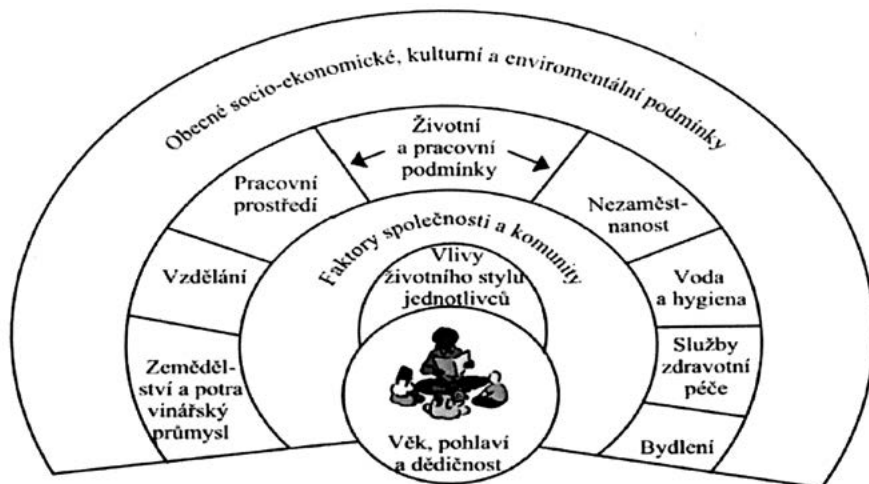 Obecné socio-ekonomické, kulturní a enviromentální podmínky
Životní
a pracovní
podmínky
Pracovní
prostředí
Nezaměst-
nanost
Faktory společnosti a komunity
Vzdělání
Vlivy
životního stylu
jednotlivců
Voda
a hygiena
Zeměděl-
ství a potra
vinářský
průmysl
Služby
zdravotní
péče
Věk, pohlaví
a dědičnost
Bydlení